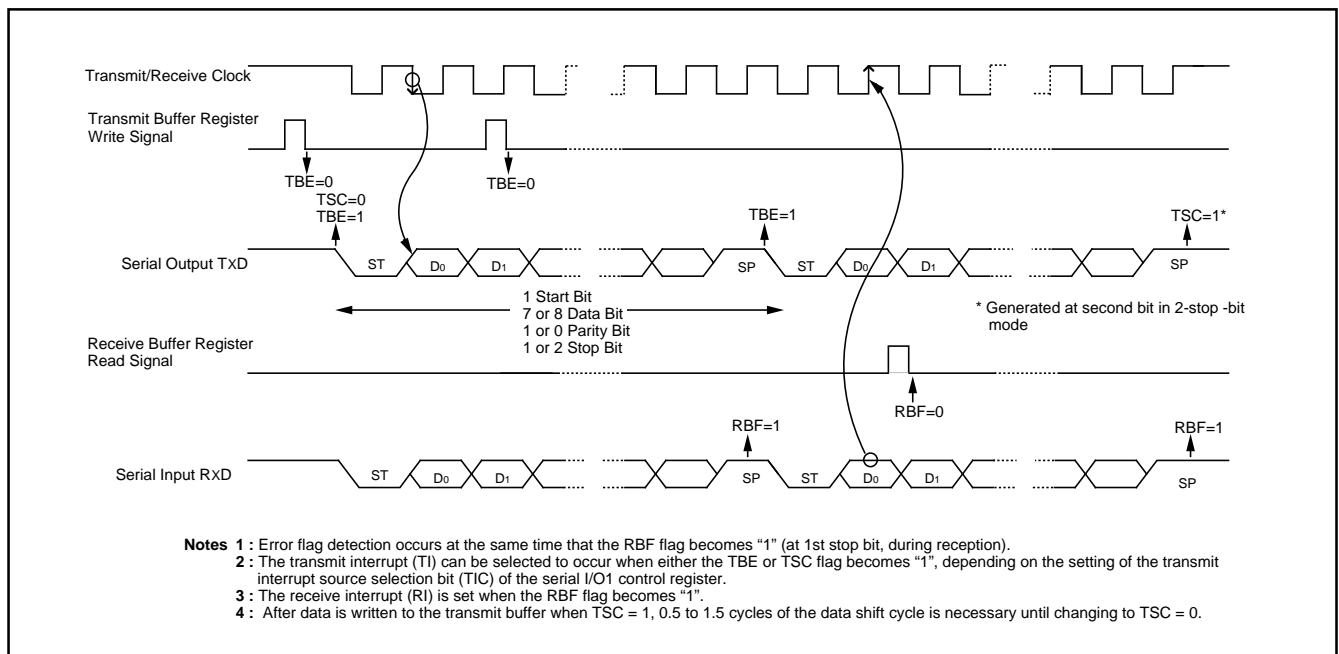 Transmit/Receive Clock
Transmit Buffer Register
Write Signal
TBE=0
TSC=0
TBE=1
TBE=0
TBE=1
TSC=1*
Serial Output TXD
ST
D0
D1
SP
ST
D0
D1
SP
1 Start Bit
7 or 8 Data Bit
1 or 0 Parity Bit
1 or 2 Stop Bit
* Generated at second bit in 2-stop -bit
mode
Receive Buffer Register
Read Signal
RBF=0
RBF=1
RBF=1
Serial Input RXD
ST
D0
D1
SP
ST
D0
D1
SP
Notes 1 : Error flag detection occurs at the same time that the RBF flag becomes “1” (at 1st stop bit, during reception).
2 : The transmit interrupt (TI) can be selected to occur when either the TBE or TSC flag becomes “1”, depending on the setting of the transmit
interrupt source selection bit (TIC) of the serial I/O1 control register.
3 : The receive interrupt (RI) is set when the RBF flag becomes “1”.
4 : After data is written to the transmit buffer when TSC = 1, 0.5 to 1.5 cycles of the data shift cycle is necessary until changing to TSC = 0.